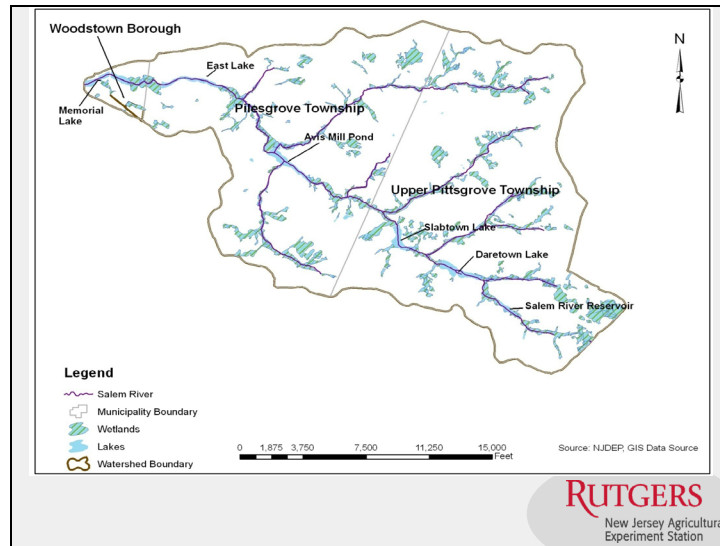 Woodstown Borough
East Lake
N
Memorial
Lake
Pilesgrove Township
Avis Mill Pond
Upper Pittsgrove Township
Slabtown Lake
Daretown Lake
Salem River Reservoir
Legend
Salem River
Municipality Boundary
Wetlands
Lakes
Watershed Boundary
0 1,875 3,750 7,500 11,250 15,000
Feet
Source: NJDEP, GIS Data Source
RUTGERS
New Jersey Agricultura
Experiment Station